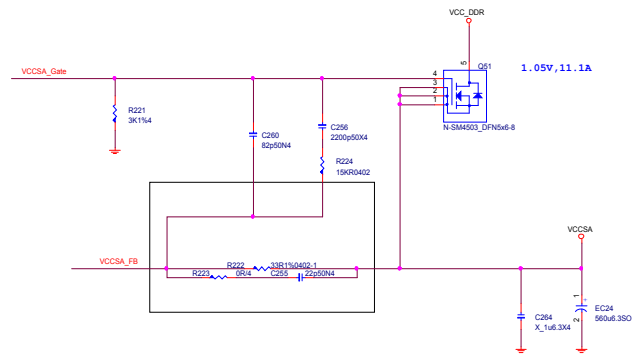 VCC_DDR
5
Q51
1.05V,11.1A
VCCSA_Gate
4
3
2
1
N-SM4503_DFN5x6-8
R221
3K1%4
C260
82p50N4
C256
2200p50X4
R224
15KR0402
VCCSA_FB
R222
33R1%0402-1
R223
0R/4
C255
22p50N4
VCCSA
C264
X_1u6.3X4
1
+
2
EC24
560u6.3SO